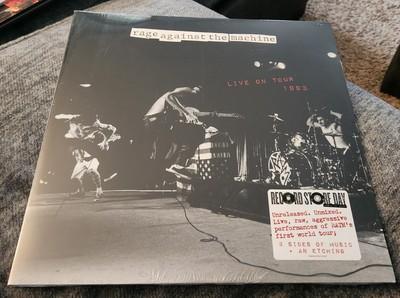 rage against the machine
LIVE ON TOUR
1993
RECORD STORE DAY
Unreleased. Unmixed.
Live, raw, aggressive
performances of RATM's
first world tour;
3 SIDES OF MUSIC
+ AN ETCHING